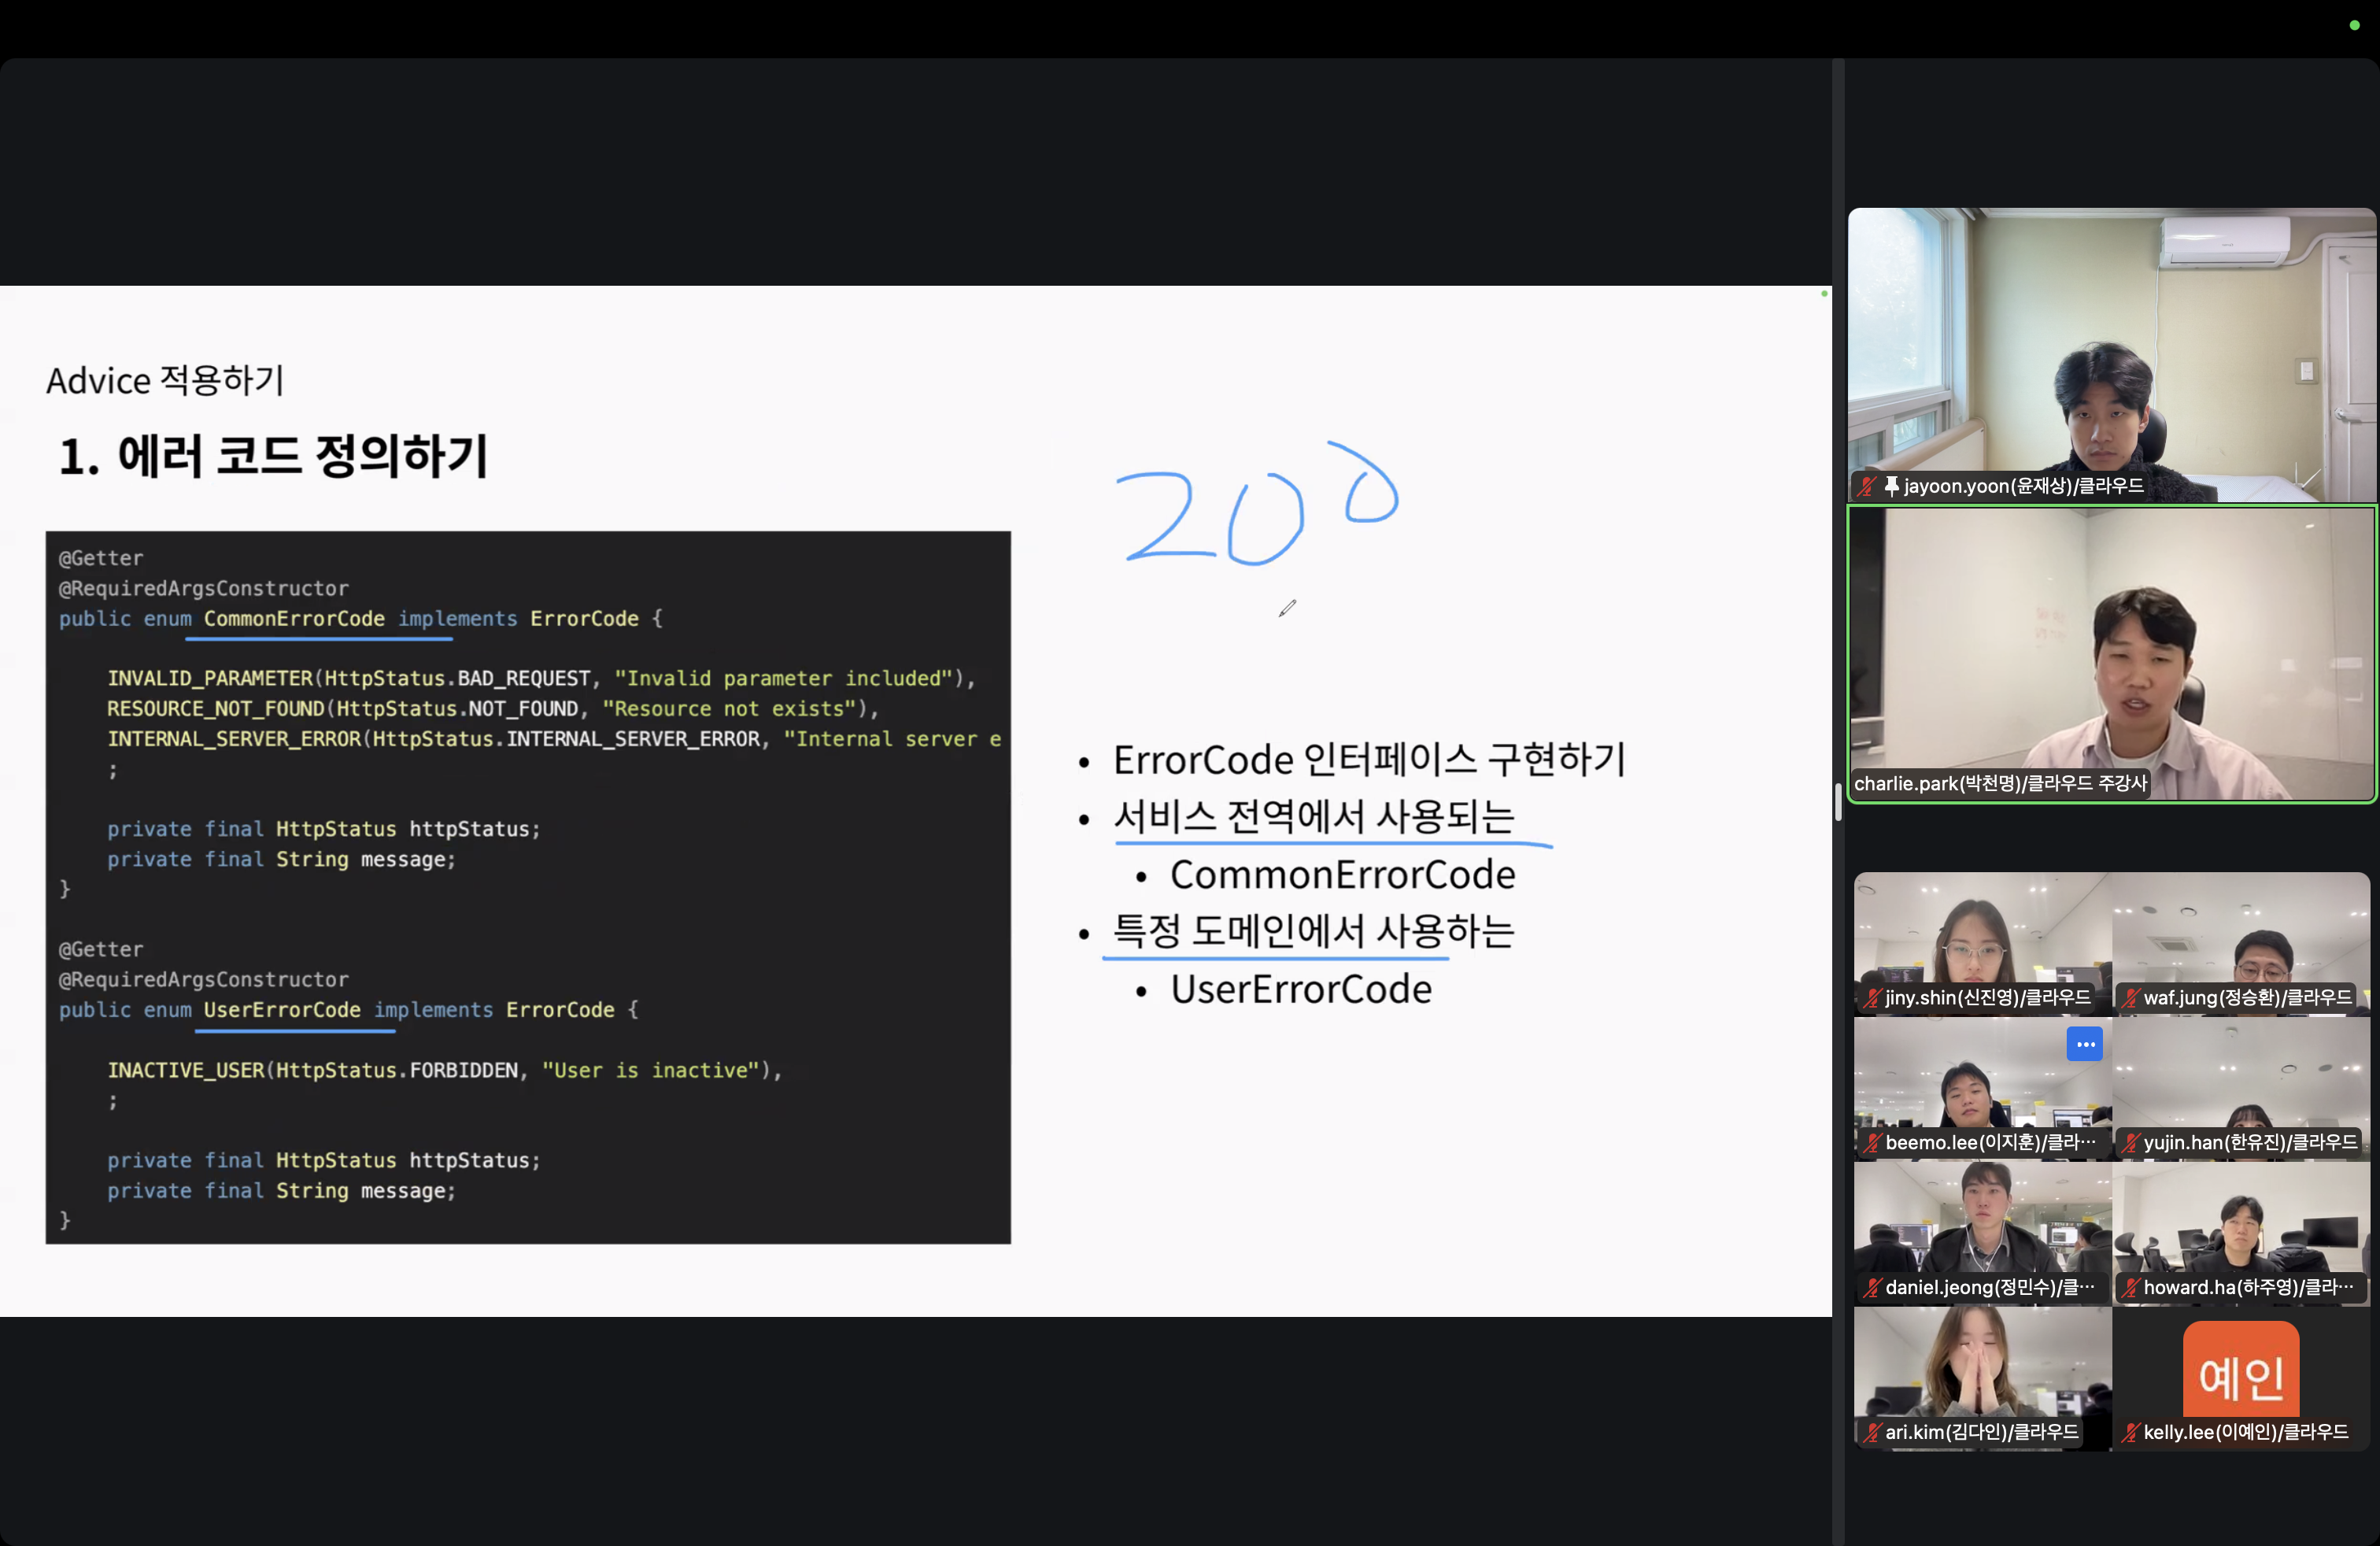 Advice 적용하기
1. 에러 코드 정의하기
200
@Getter
@RequiredArgsConstructor
public enum CommonErrorCode implements ErrorCode {
INVALID_PARAMETER(HttpStatus.BAD_REQUEST, "Invalid parameter included"),
RESOURCE_NOT_FOUND(HttpStatus.NOT_FOUND, "Resource not exists"),
INTERNAL_SERVER_ERROR(HttpStatus.INTERNAL_SERVER_ERROR, "Internal server e
;
private final HttpStatus httpStatus;
private final String message;
}
@Getter
@RequiredArgsConstructor
public enum UserErrorCode implements ErrorCode {
INACTIVE_USER(HttpStatus.FORBIDDEN, "User is inactive"),
;
private final HttpStatus httpStatus;
private final String message;
}
• ErrorCode 인터페이스 구현하기
• 서비스 전역에서 사용되는
• CommonErrorCode
• 특정 도메인에서 사용하는
• UserErrorCode
jayoon.yoon(윤재상)/클라우드
charlie.park(박천명)/클라우드 주강사
jiny.shin(신진영)/클라우드
waf.jung(정승환)/클라우드
beemo.lee(이지훈)/클라…
yujin.han(한유진)/클라우드
daniel.jeong(정민수)/클…
howard.ha(하주영)/클라…
ari.kim(김다인)/클라우드
예인
kelly.lee(이예인)/클라우드